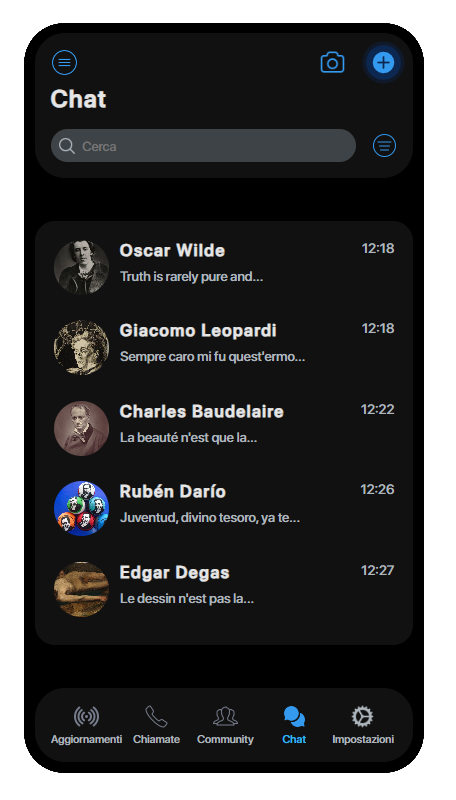 Chat
Cerca
Oscar Wilde 12:18
Truth is rarely pure and...
Giacomo Leopardi 12:18
Sempre caro mi fu quest'ermo...
Charles Baudelaire 12:22
La beauté n'est que la...
Rubén Darío 12:26
Juventud, divino tesoro, ya te...
Edgar Degas 12:27
Le dessin n'est pas la...
Aggiornamenti Chiamate Community Chat Impostazioni